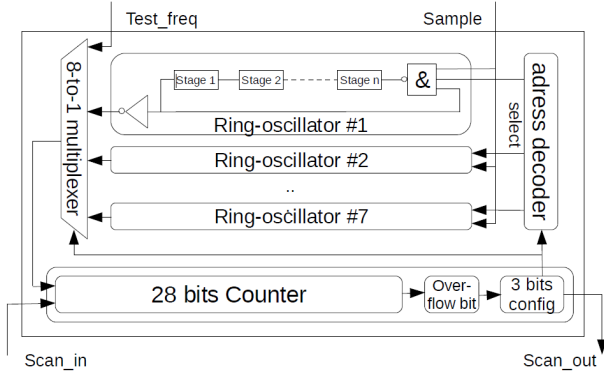 Test_freq
Sample
8-to-1 multiplexer
Stage 1
Stage 2
Stage n
&
adress decoder
select
Ring-oscillator #1
Ring-oscillator #2
..
Ring-oscillator #7
28 bits Counter
Over-
flow bit
3 bits
config
Scan_in
Scan_out